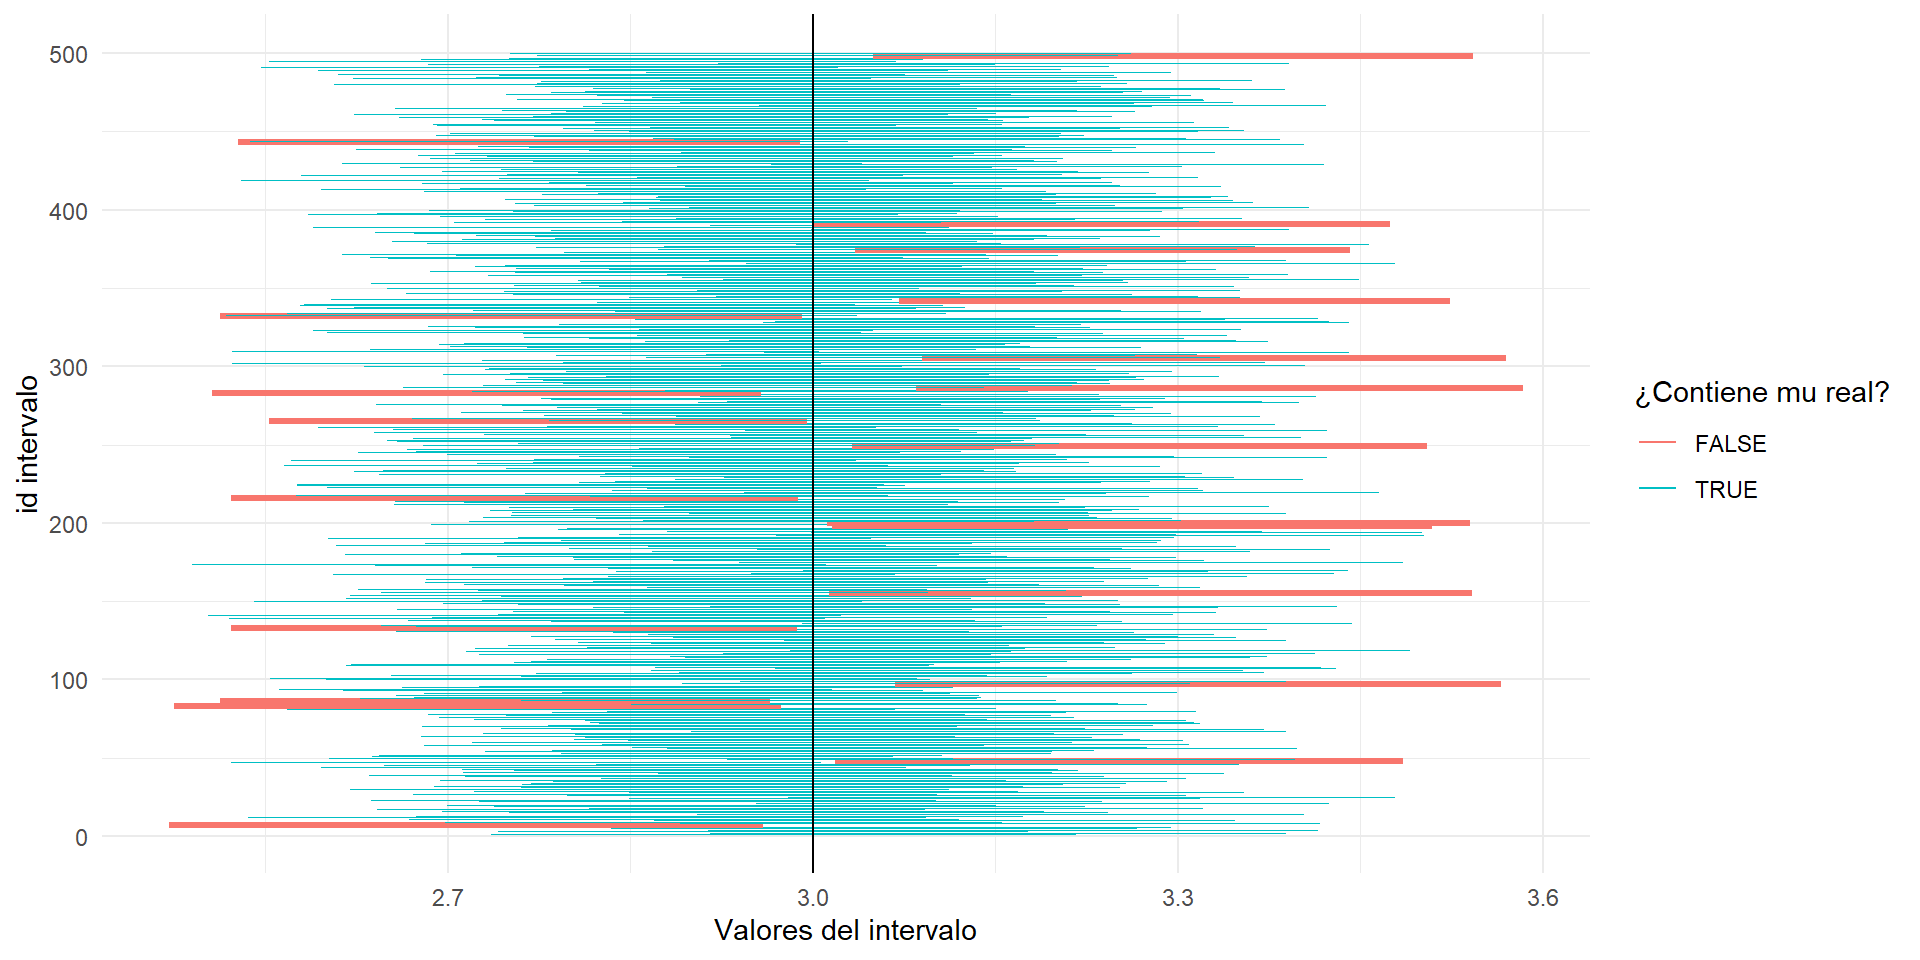 500
400
300
200
100
0
id intervalo
2.7 3.0 3.3 3.6
Valores del intervalo
¿Contiene mu real?
FALSE
TRUE